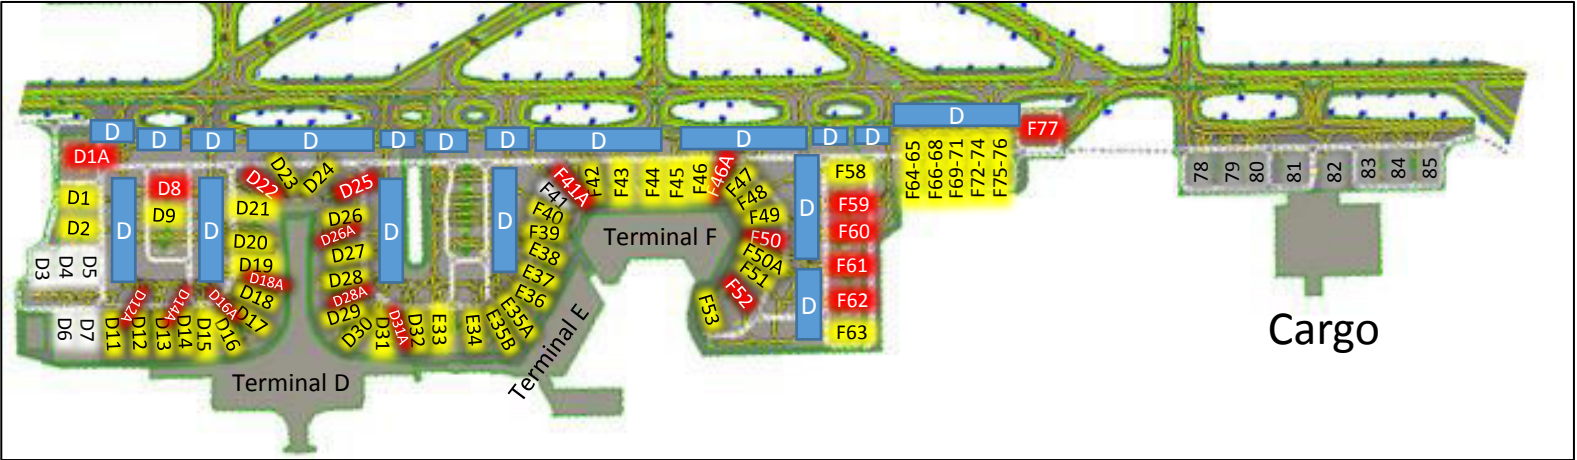 D
D
D
D
D
D
D
D
D
D
D
D
D1A
D1
D2
D3
D4
D5
D6
D7
D
D8
D9
D
D11
D12A
D12
D13
D14A
D14
D15
D16A
D16
D17
D18
D18A
D19
D20
D21
D22
D23
D24
D25
D26
D26A
D27
D28
D28A
D29
D30
D31
D31A
D32
D
E33
E34
E35B
E35A
E36
E37
E38
F39
F40
F41
F41A
D
F42
F43
F44
F45
F46
F46A
F47
F48
F49
F50
F50A
F51
F52
F53
D
D
F58
F59
F60
F61
F62
F63
F64-65
F66-68
F69-71
F72-74
F75-76
F77
78
79
80
81
82
83
84
85
Terminal D
Terminal E
Terminal F
Cargo